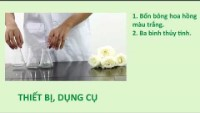 1. Bốn bông hoa hồng
màu trắng.
2. Ba bình thủy tinh.
THIẾT BỊ, DỤNG CỤ